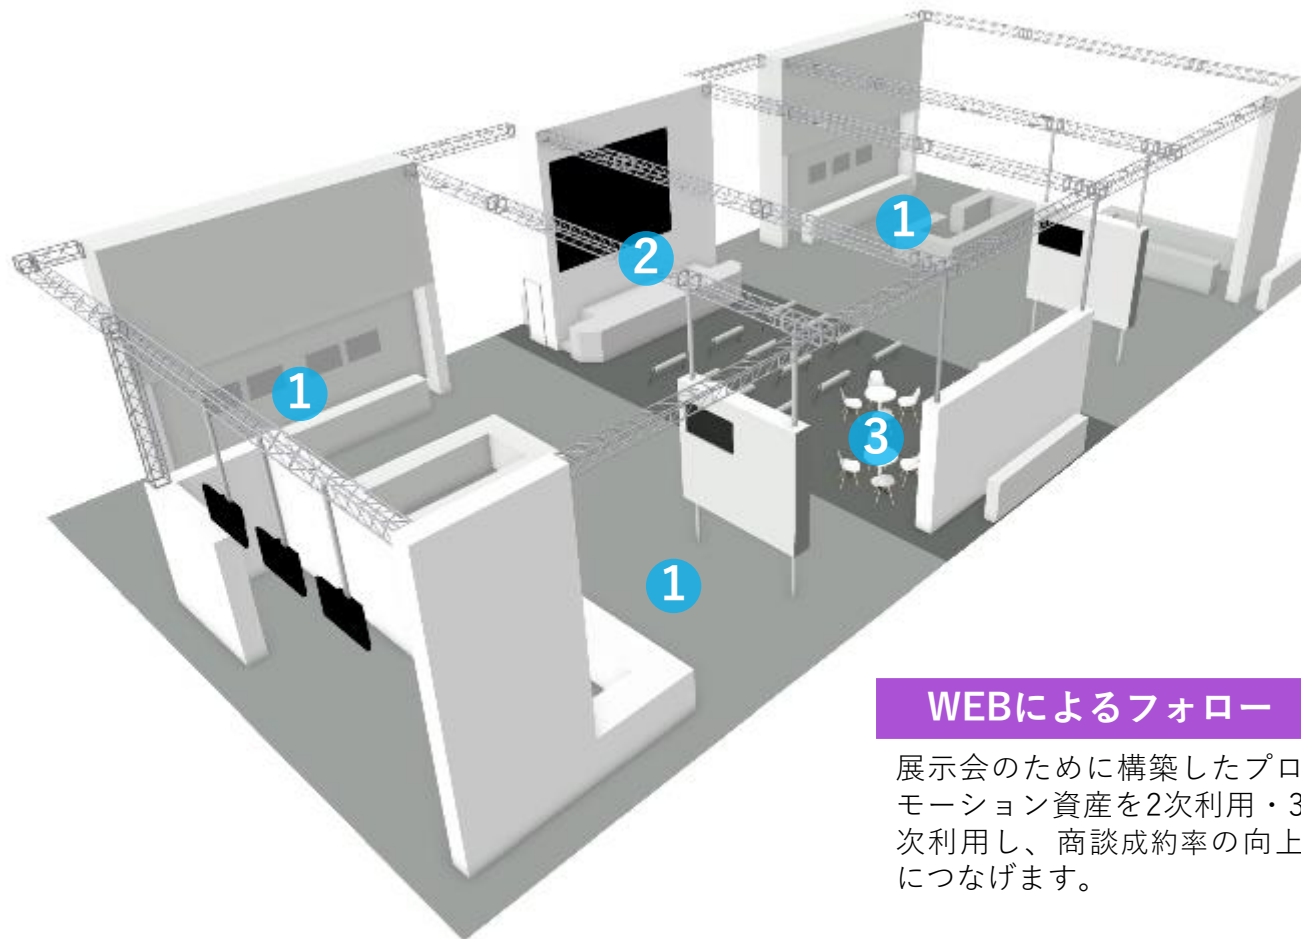 1
2
1
3
1
WEBによるフォロー
展示会のために構築したプロ
モーション資産を2次利用・3
次利用し、商談成約率の向上
につなげます。